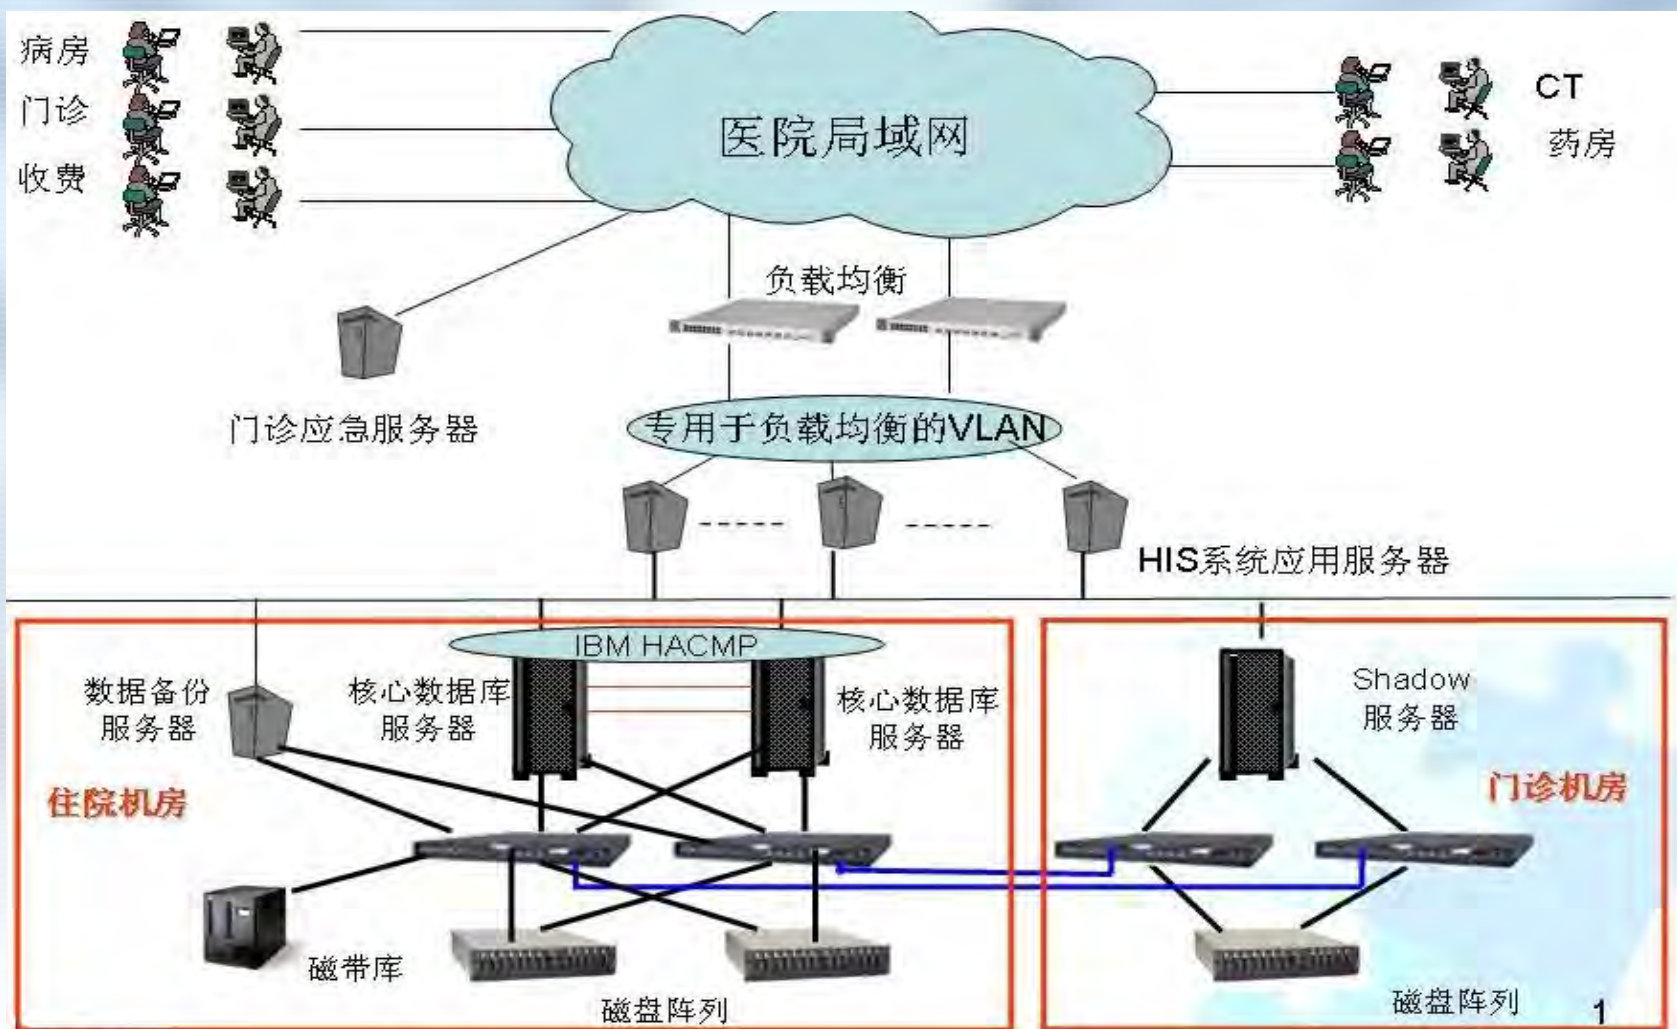 病房
门诊
收费
医院局域网
CT
药房
负载均衡
门诊应急服务器
专用于负载均衡的VLAN
HIS系统应用服务器
IBM HACMP
数据备份
服务器
核心数据库
服务器
核心数据库
服务器
Shadow
服务器
住院机房
门诊机房
磁带库
磁盘阵列
磁盘阵列
1